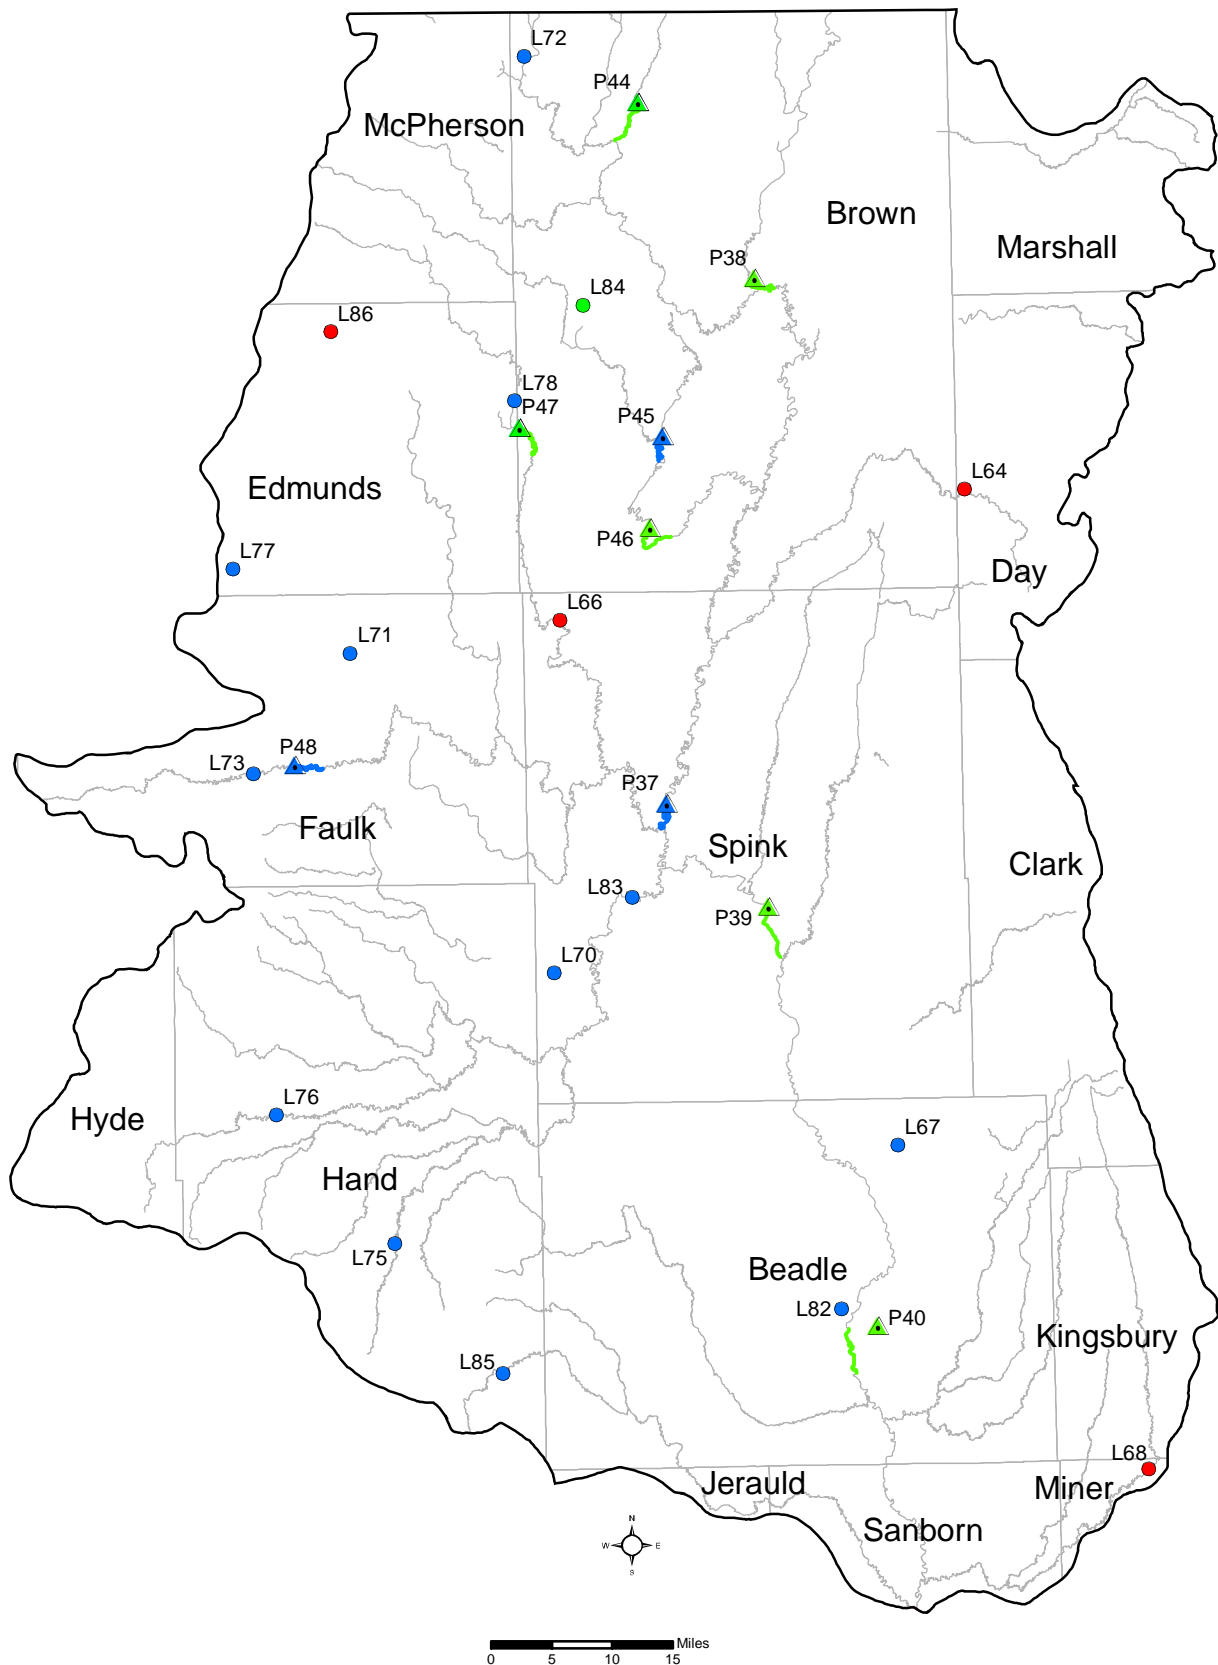 L72
P44
McPherson
Brown
Marshall
P38
L84
L86
L78
P47
P45
L64
Edmunds
P46
L77
Day
L66
L71
P48
L73
P37
Faulk
Spink
Clark
L83
P39
L70
L76
Hyde
L67
Hand
L75
Beadle
L82
P40
Kingsbury
L85
L68
Jerauld
Miner
Sanborn
N
W E
S
Miles
0 5 10 15